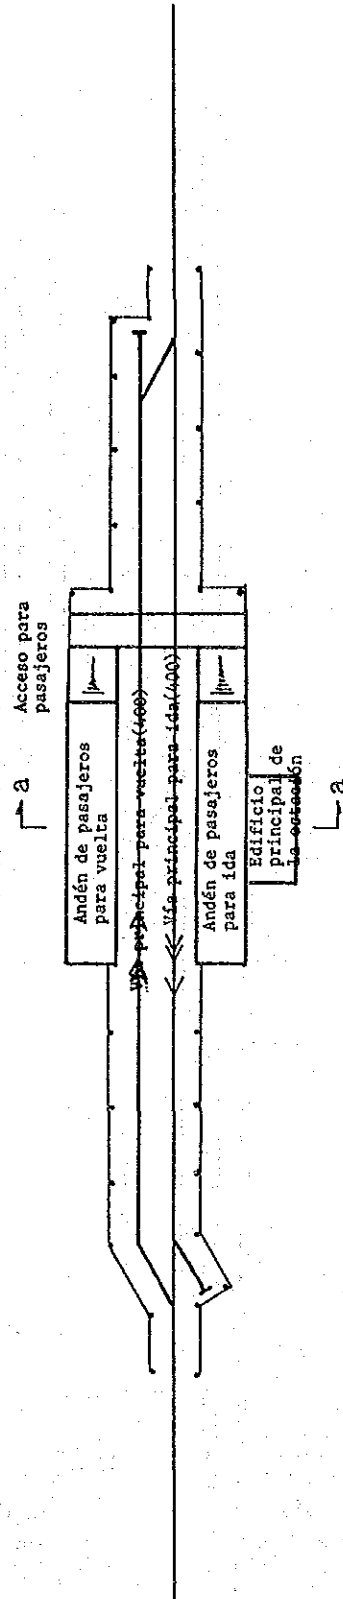 Acceso para
pasajeros
a
Andén de pasajeros
para vuelta
Vía principal para vuelta(400)
Vía principal para ida(400)
Andén de pasajeros
para ida
Edificio
principal de
la estación
a